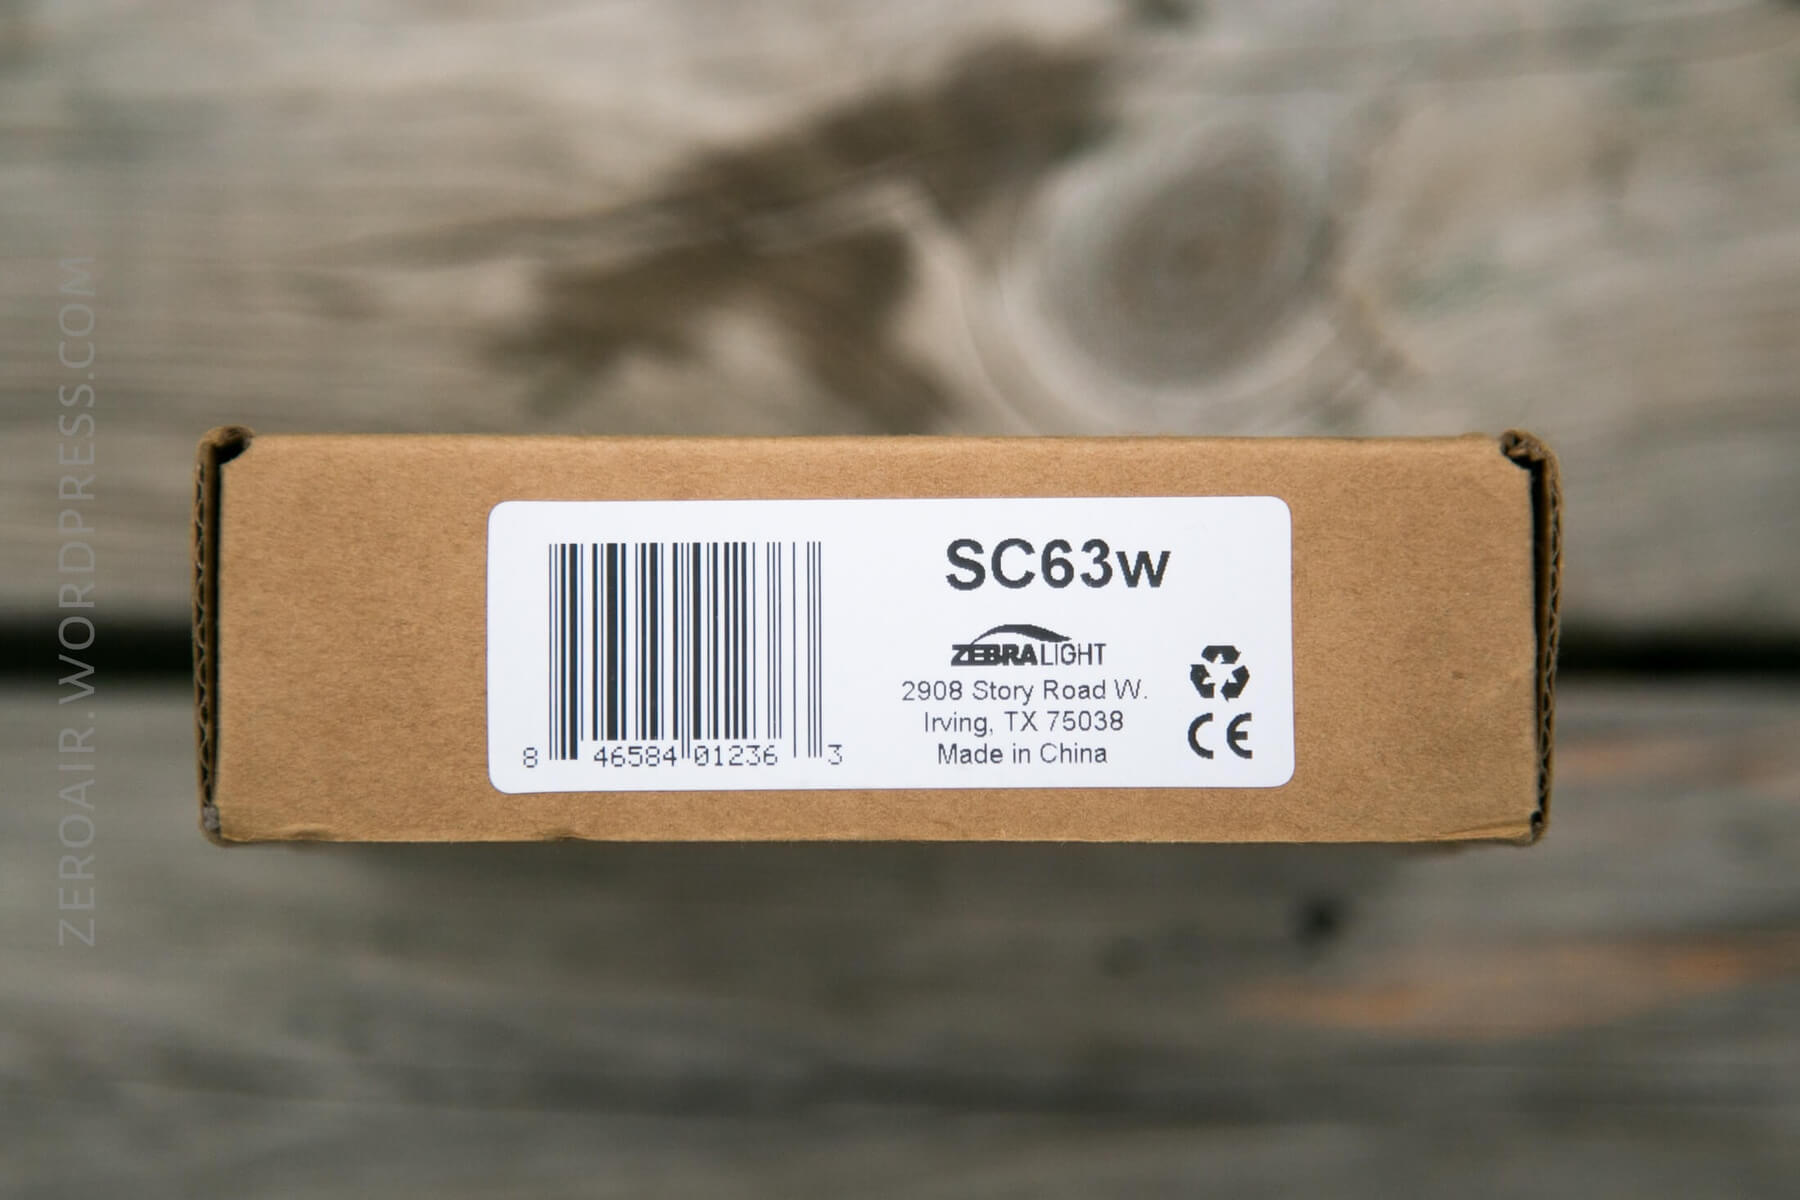 ZEROAIR.WORDPRESS.COM
SC63w
ZEBRALIGHT
2908 Story Road W.
Irving, TX 75038
Made in China
CE
8 46584 01236 3